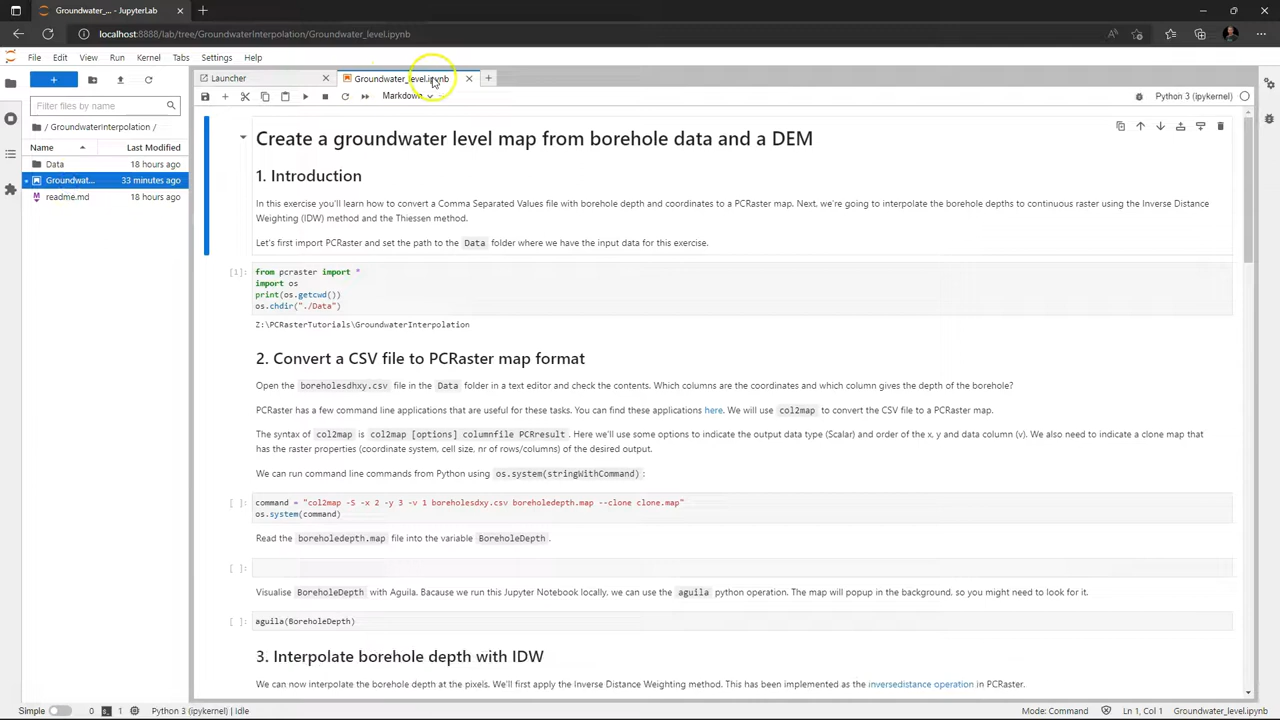 Groundwater_... - JupyterLab
localhost:8888/lab/tree/GroundwaterInterpolation/Groundwater_level.ipynb
File Edit View Run Kernel Tabs Settings Help
Launcher
Groundwater_level.ipynb
Filter files by name
Markdown
Python 3 (ipykernel)
/ GroundwaterInterpolation /
Name Last Modified
Data 18 hours ago
Groundwat... 33 minutes ago
readme.md 18 hours ago
Create a groundwater level map from borehole data and a DEM
1. Introduction
In this exercise you'll learn how to convert a Comma Separated Values file with borehole depth and coordinates to a PCRaster map. Next, we're going to interpolate the borehole depths to continuous raster using the Inverse Distance
Weighting (IDW) method and the Thiessen method.
Let's first import PCRaster and set the path to the Data folder where we have the input data for this exercise.
[1]: from pcraster import *
import os
print(os.getcwd())
os.chdir("./Data")
Z:\PCRasterTutorials\GroundwaterInterpolation
2. Convert a CSV file to PCRaster map format
Open the boreholesdhxy.csv file in the Data folder in a text editor and check the contents. Which columns are the coordinates and which column gives the depth of the borehole?
PCRaster has a few command line applications that are useful for these tasks. You can find these applications here. We will use col2map to convert the CSV file to a PCRaster map.
The syntax of col2map is col2map [options] columnfile PCRresult. Here we'll use some options to indicate the output data type (Scalar) and order of the x, y and data column (v). We also need to indicate a clone map that
has the raster properties (coordinate system, cell size, nr of rows/columns) of the desired output.
We can run command line commands from Python using os.system(stringWithCommand):
[ ]: command = "col2map -S -x 2 -y 3 -v 1 boreholesdxy.csv boreholedepth.map --clone clone.map"
os.system(command)
Read the boreholedepth.map file into the variable BoreholeDepth.
[ ]:
Visualise BoreholeDepth with Aguila. Bacause we run this Jupyter Notebook locally, we can use the aguila python operation. The map will popup in the background, so you might need to look for it.
[ ]: aguila(BoreholeDepth)
3. Interpolate borehole depth with IDW
We can now interpolate the borehole depth at the pixels. We'll first apply the Inverse Distance Weighting method. This has been implemented as the inversedistance operation in PCRaster.
Simple 0 1 Python 3 (ipykernel) | Idle
Mode: Command Ln 1, Col 1 Groundwater_level.ipynb